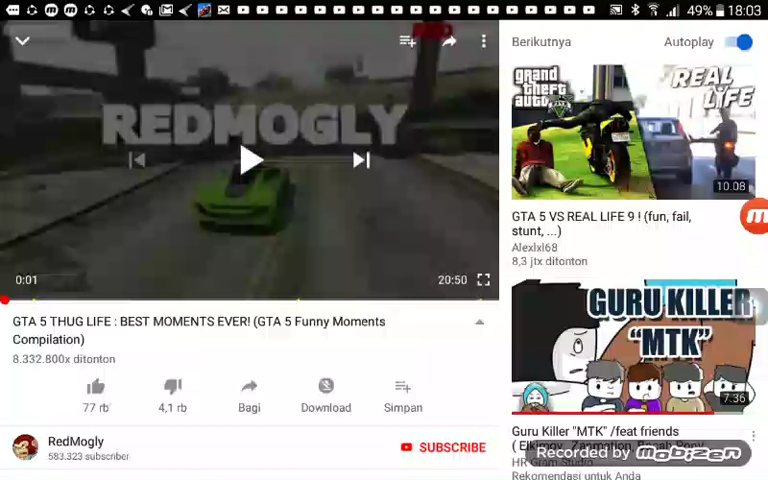 49% 18:03
REDMOGLY
0:01
20:50
GTA 5 THUG LIFE : BEST MOMENTS EVER! (GTA 5 Funny Moments
Compilation)
8.332.800x ditonton
77 rb
4,1 rb
Bagi
Download
Simpan
RedMogly
583.323 subscriber
SUBSCRIBE
Berikutnya
Autoplay
grand
theft
auto
REAL
LIFE
10.08
GTA 5 VS REAL LIFE 9 ! (fun, fail,
stunt, ...)
Alexlxl68
8,3 jtx ditonton
GURU KILLER
"MTK"
7.36
Guru Killer "MTK" /feat friends
Recorded by mobizen
Rekomendasi untuk Anda